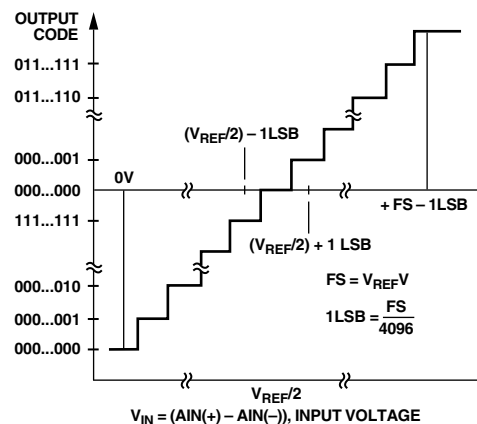 OUTPUT
CODE
011...111
011...110
(VREF/2) – 1LSB
000...001
0V
000...000
111...111
+ FS – 1LSB
(VREF/2) + 1 LSB
000...010
FS = VREFV
000...001
1LSB = FS
4096
000...000
VREF/2
VIN = (AIN(+) – AIN(–)), INPUT VOLTAGE